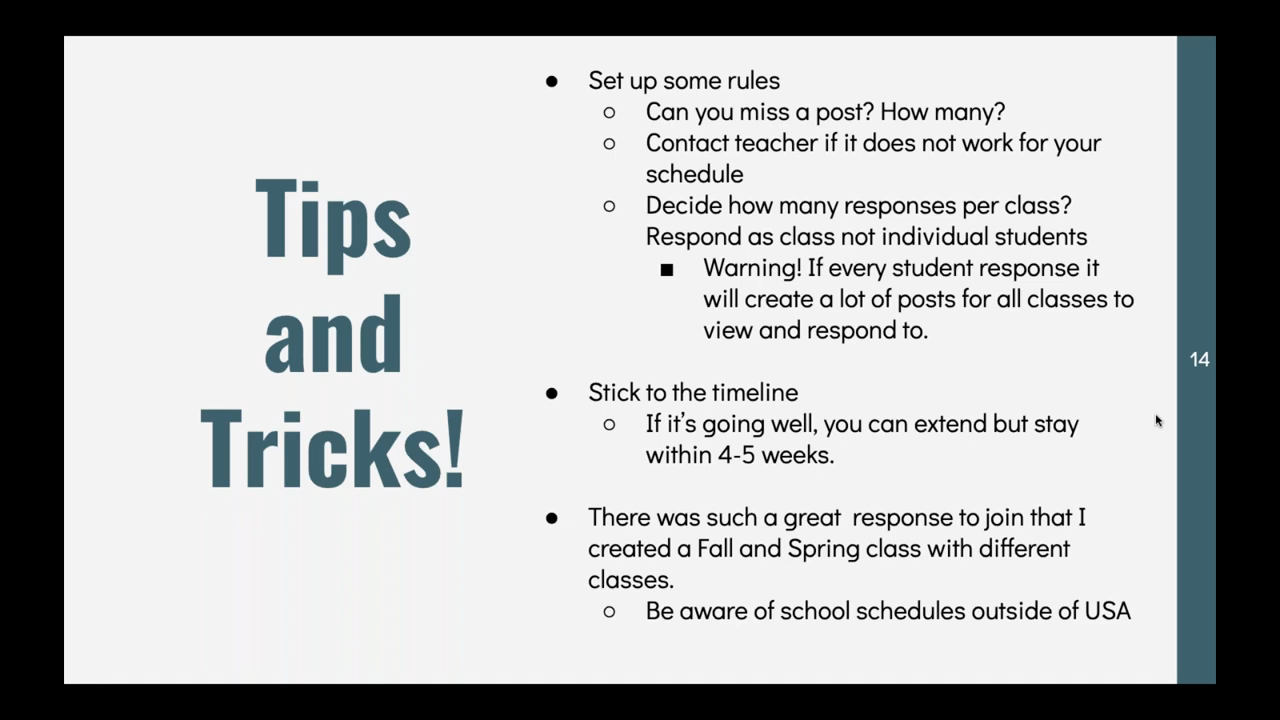 Tips
and
Tricks!
● Set up some rules
○ Can you miss a post? How many?
○ Contact teacher if it does not work for your
schedule
○ Decide how many responses per class?
Respond as class not individual students
■ Warning! If every student response it
will create a lot of posts for all classes to
view and respond to.
● Stick to the timeline
○ If it’s going well, you can extend but stay
within 4-5 weeks.
● There was such a great  response to join that I
created a Fall and Spring class with different
classes.
○ Be aware of school schedules outside of USA
14